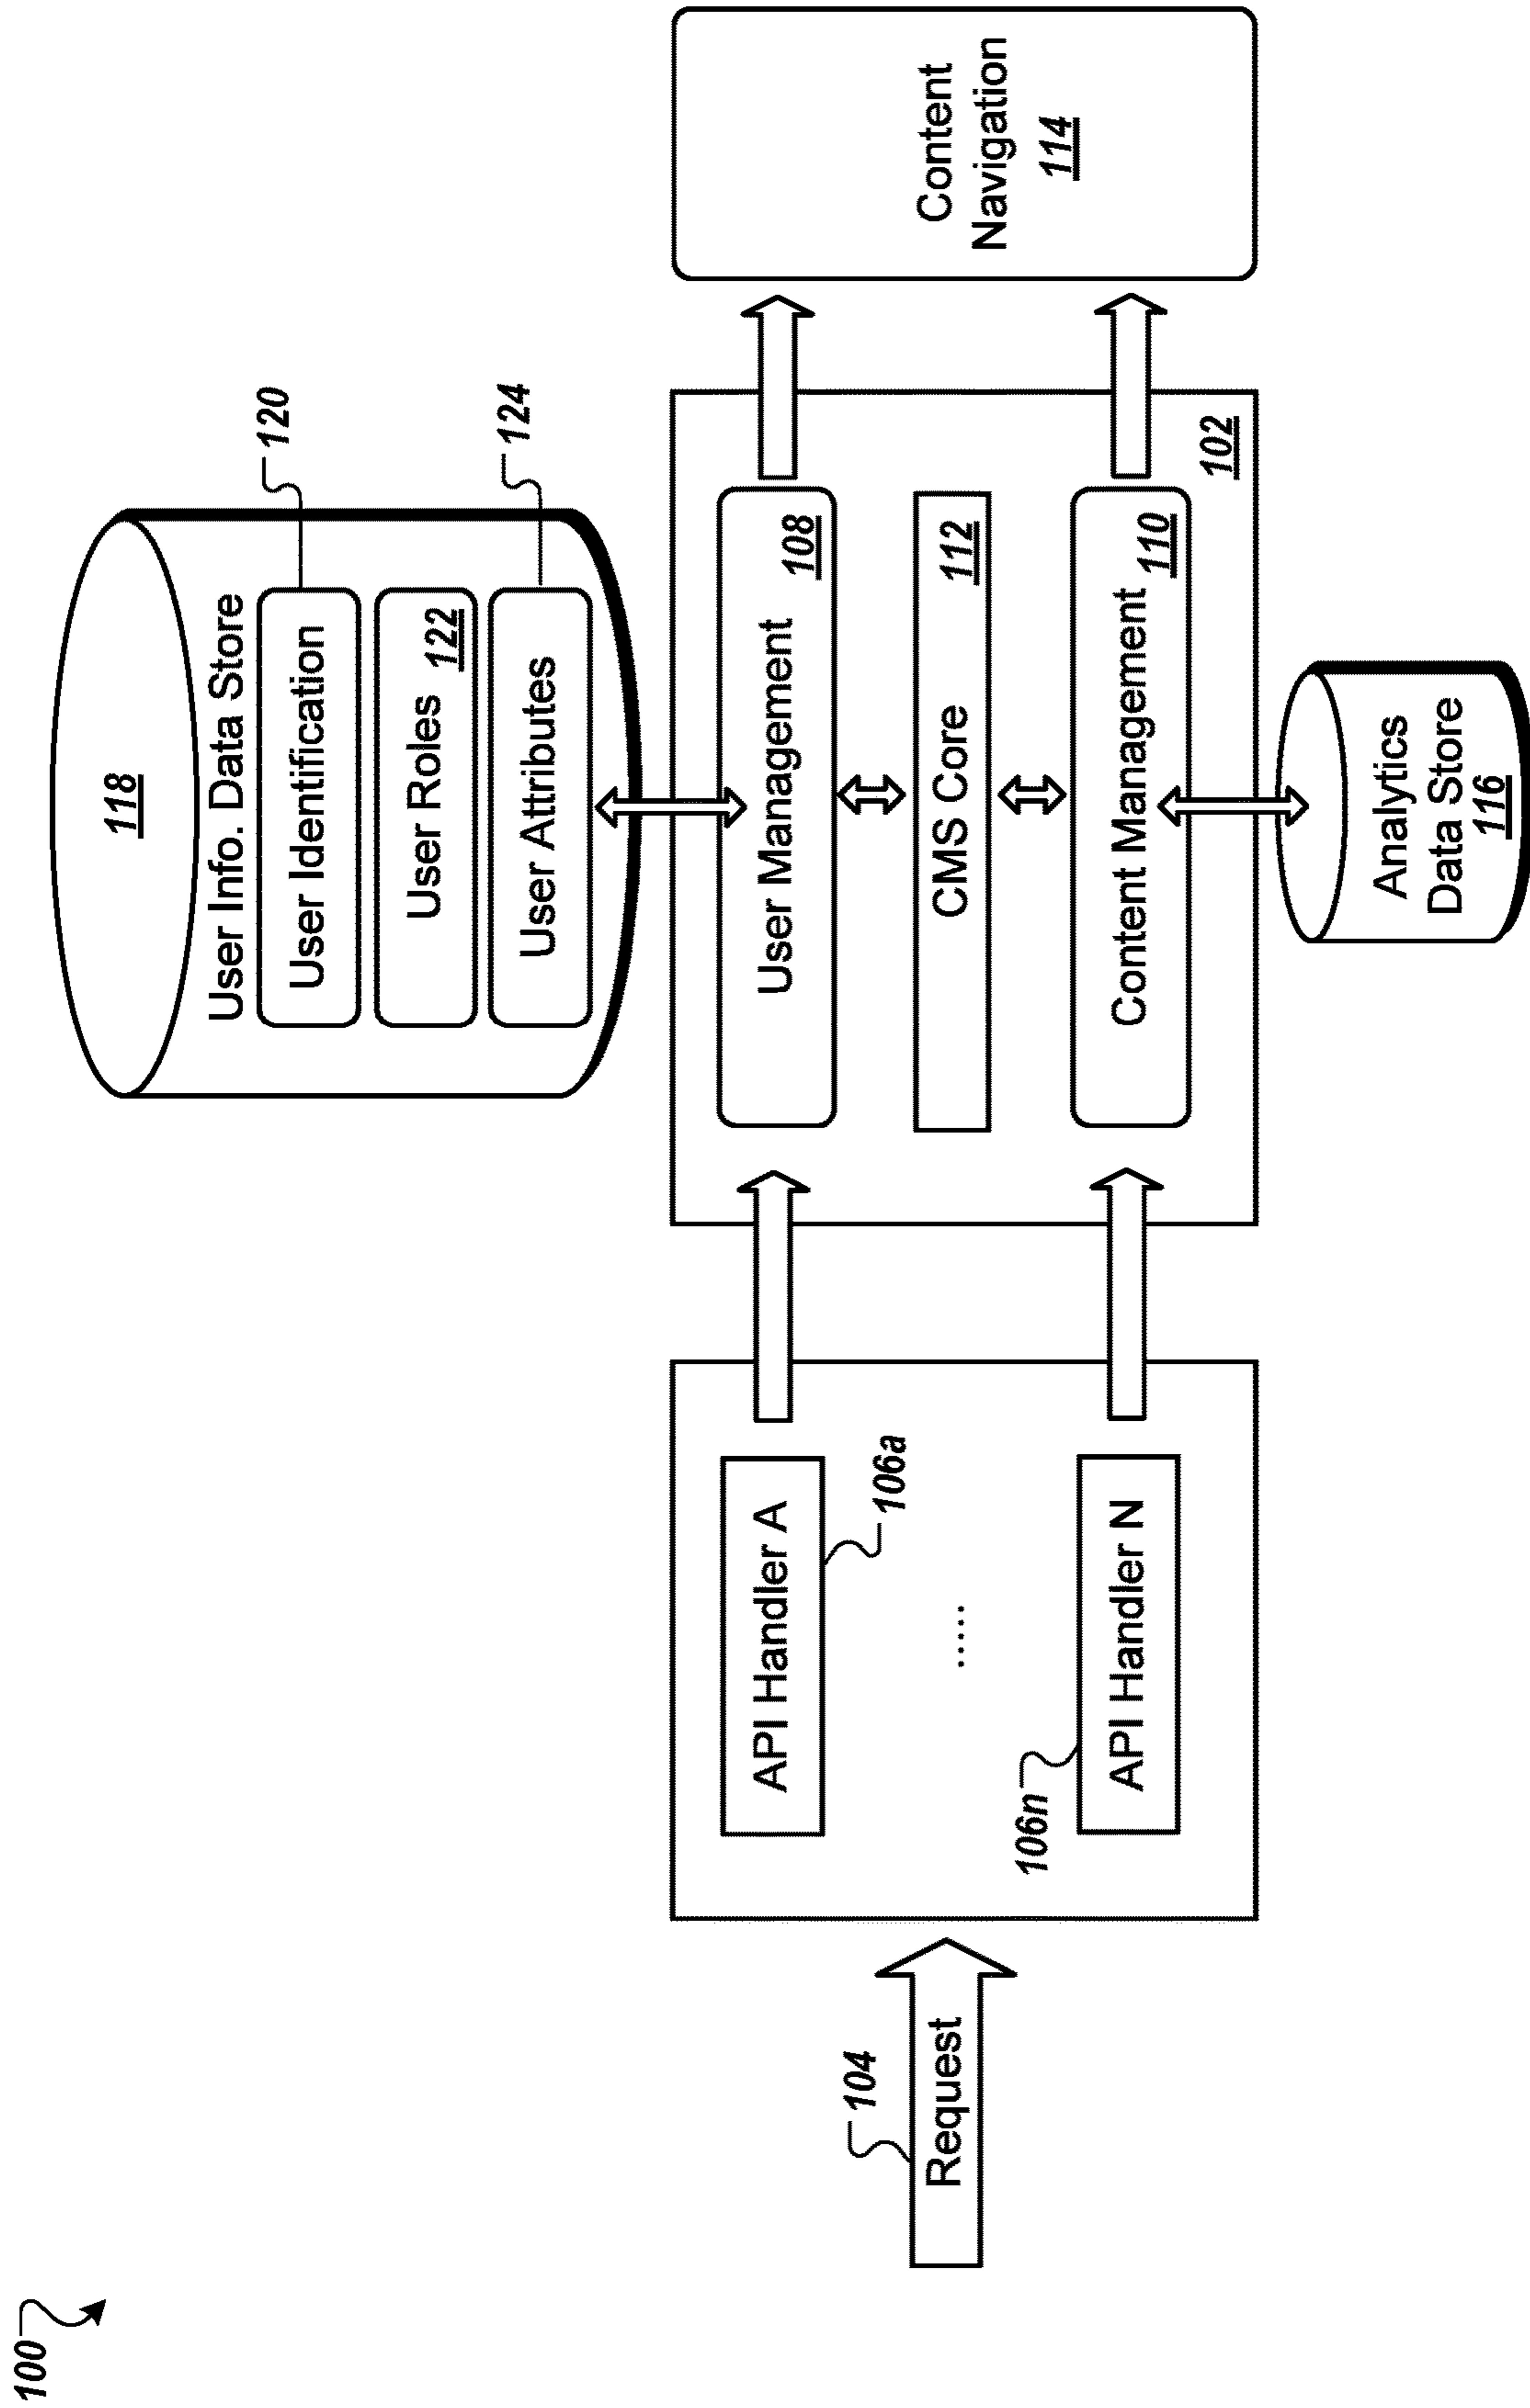 100
118
User Info. Data Store
User Identification
120
User Roles
122
User Attributes
124
104
Request
API Handler A
106a
.....
106n
API Handler N
User Management
108
CMS Core
112
Content Management
110
102
Content
Navigation
114
Analytics
Data Store
116